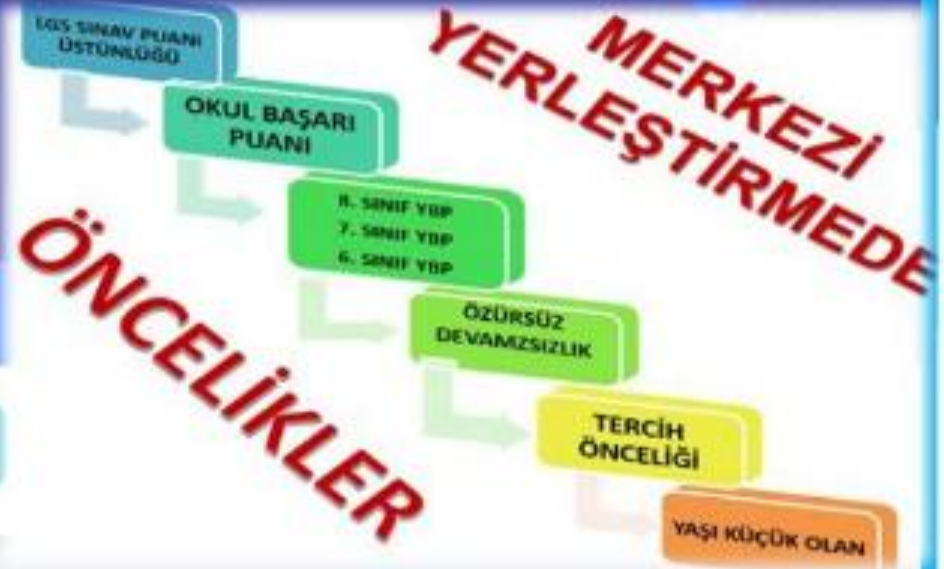 MERKEZİ
YERLEŞTİRMEDE
ÖNCELİKLER
LGS SINAV PUANI
ÜSTÜNLÜĞÜ
OKUL BAŞARI
PUANI
8. SINIF YBP
7. SINIF YBP
6. SINIF YBP
ÖZÜRSÜZ
DEVAMZSIZLIK
TERCİH
ÖNCELİĞİ
YAŞI KÜÇÜK OLAN